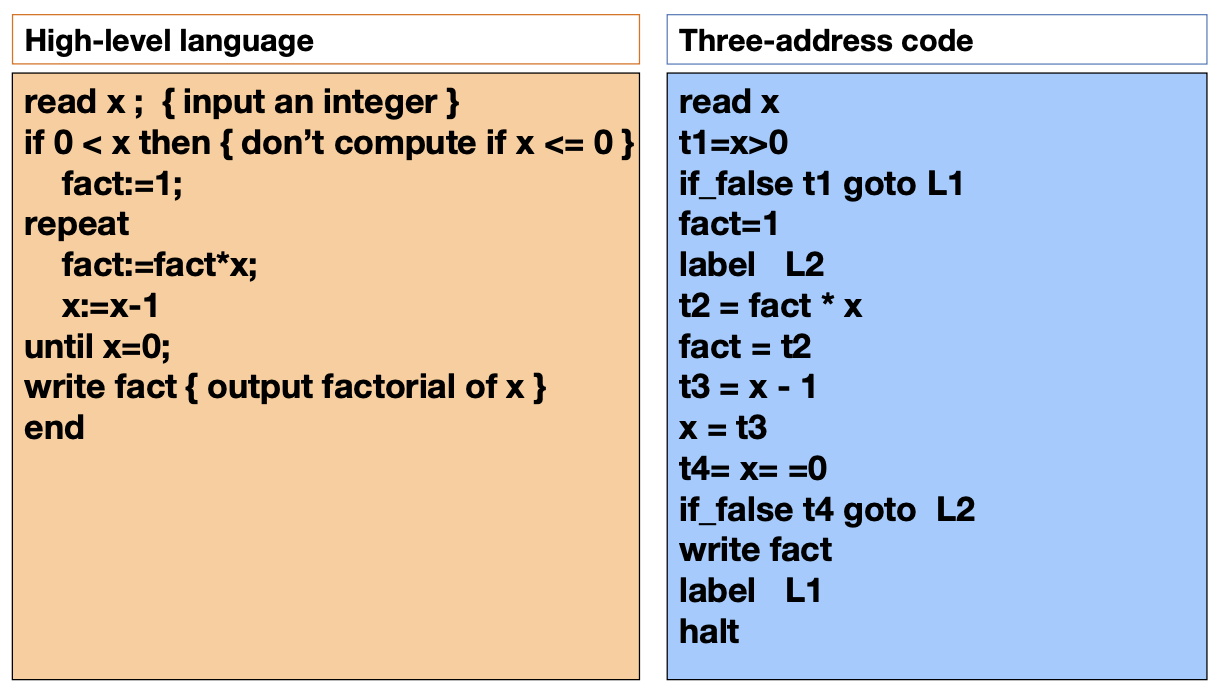 High-level language
read x ; { input an integer }
if 0 < x then { don’t compute if x <= 0 }
fact:=1;
repeat
fact:=fact*x;
x:=x-1
until x=0;
write fact { output factorial of x }
end
Three-address code
read x
t1=x>0
if_false t1 goto L1
fact=1
label L2
t2 = fact * x
fact = t2
t3 = x - 1
x = t3
t4= x= =0
if_false t4 goto L2
write fact
label L1
halt